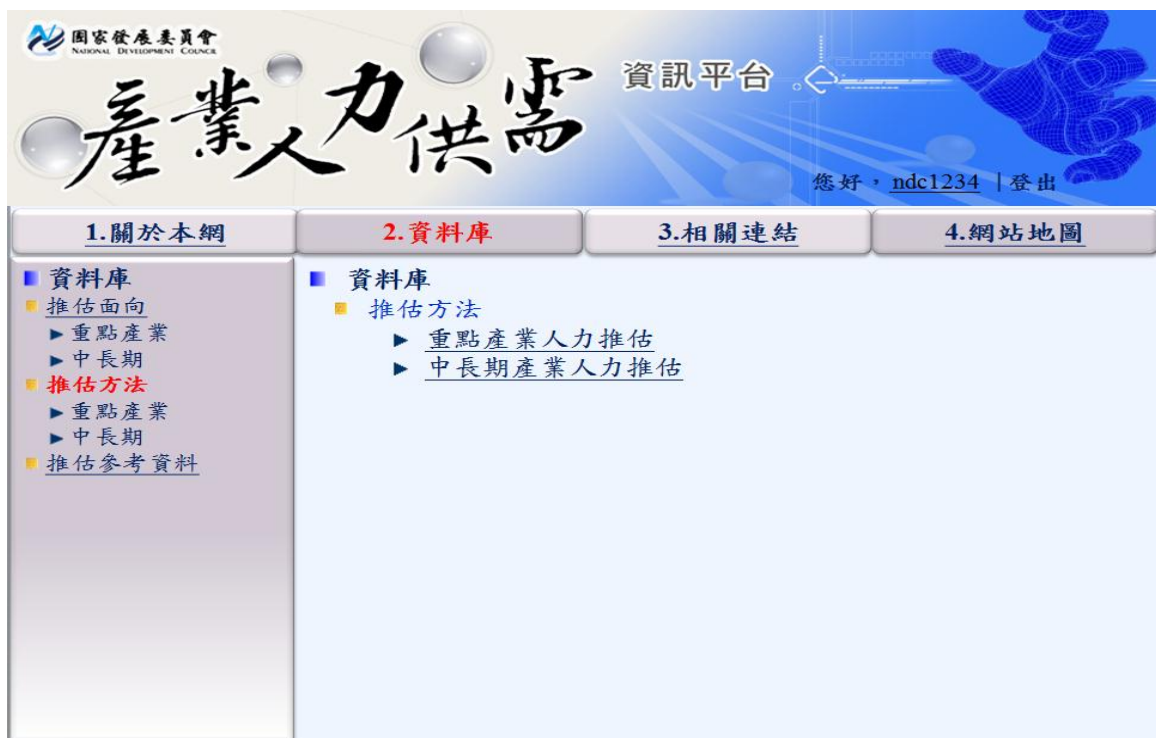 國家發展委員會
NATIONAL DEVELOPMENT COUNCIL
產業人力供需 資訊平台
您好，ndc1234 | 登出
1.關於本網 2.資料庫 3.相關連結 4.網站地圖
資料庫
推估面向
重點產業
中長期
推估方法
重點產業
中長期
推估參考資料
資料庫
推估方法
重點產業人力推估
中長期產業人力推估